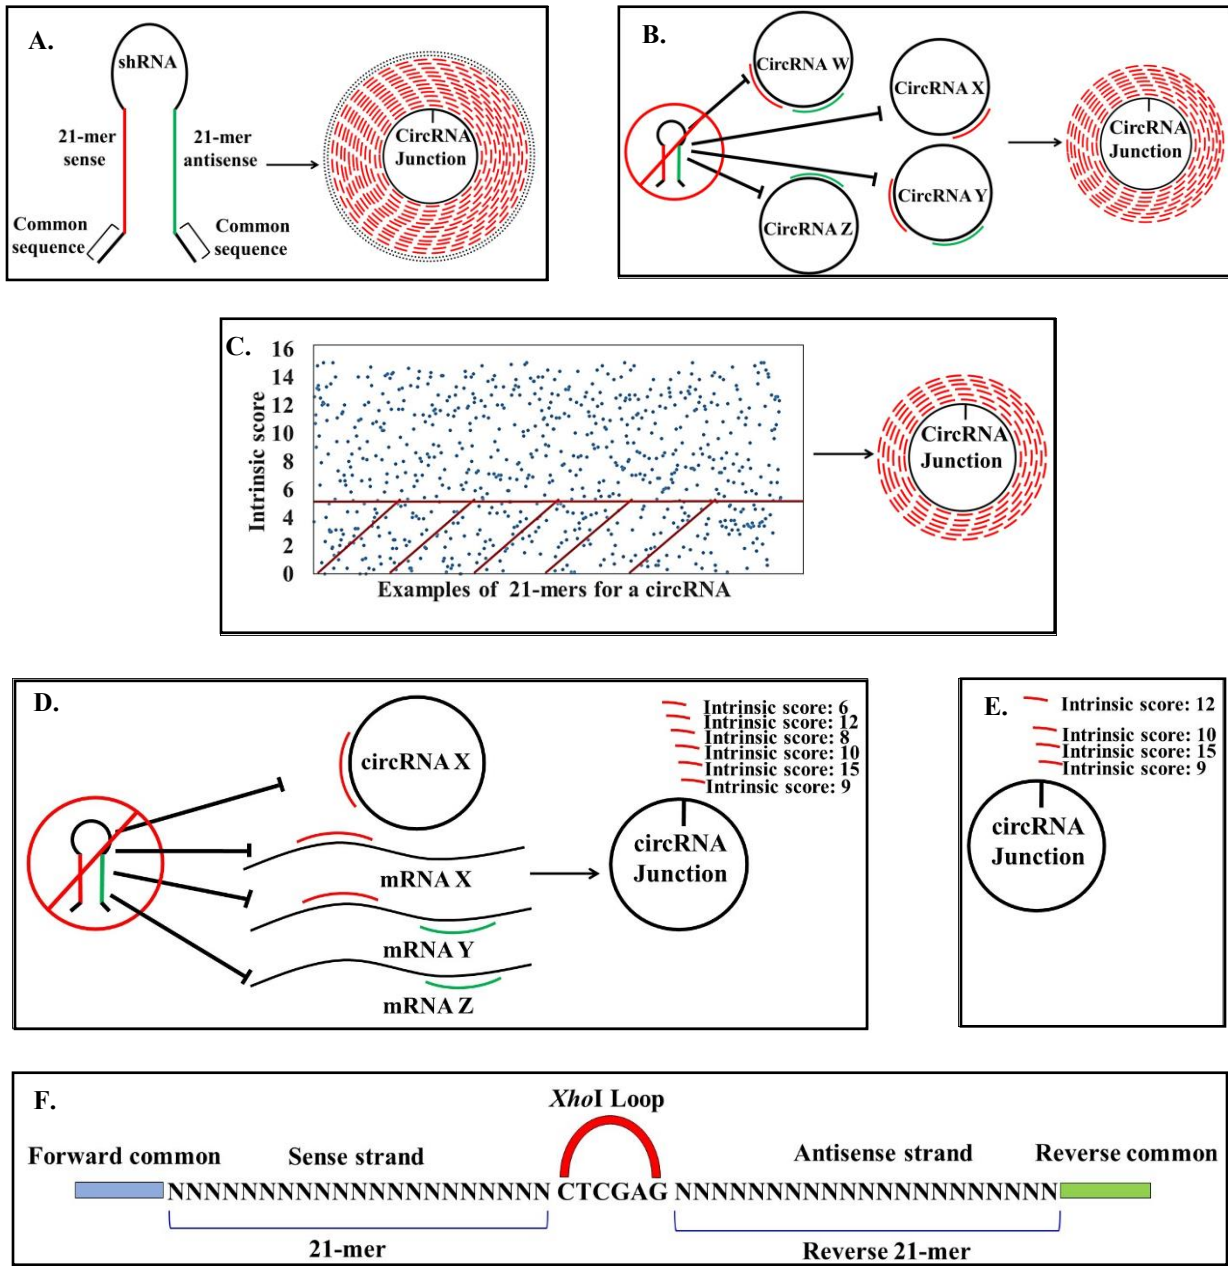 A.
shRNA
21-mer
sense
21-mer
antisense
Common
sequence
Common
sequence
CircRNA
Junction
B.
CircRNA W
CircRNA X
CircRNA Y
CircRNA Z
CircRNA
Junction
C.
Intrinsic score
16
14
12
10
8
6
4
2
0
Examples of 21-mers for a circRNA
CircRNA
Junction
D.
circRNA X
mRNA X
mRNA Y
mRNA Z
Intrinsic score: 6
Intrinsic score: 12
Intrinsic score: 8
Intrinsic score: 10
Intrinsic score: 15
Intrinsic score: 9
circRNA
Junction
E.
Intrinsic score: 12
Intrinsic score: 10
Intrinsic score: 15
Intrinsic score: 9
circRNA
Junction
F.
XhoI Loop
Forward common Sense strand Antisense strand Reverse common
NNNNNNNNNNNNNNNNNNNNN CTCGAG NNNNNNNNNNNNNNNNNNNNN
21-mer Reverse 21-mer